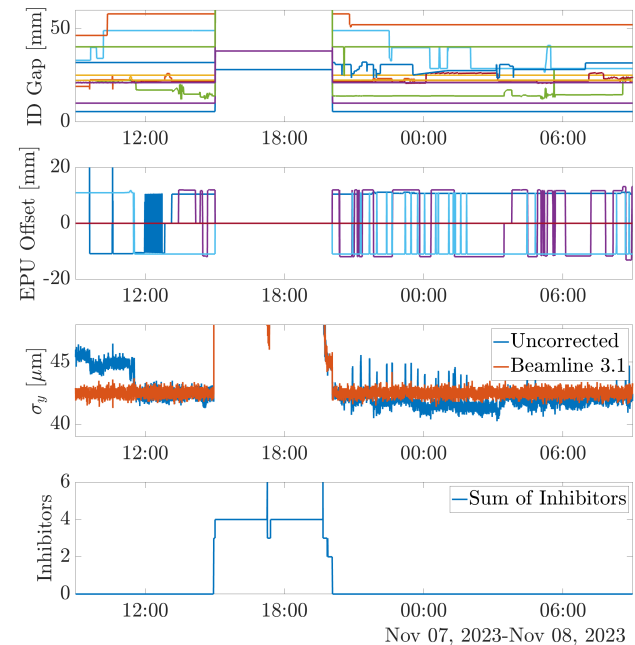 ID Gap [mm]
50
0
12:00 18:00 00:00 06:00
EPU Offset [mm]
20
0
-20
12:00 18:00 00:00 06:00
σy [μm]
45
40
Uncorrected
Beamline 3.1
12:00 18:00 00:00 06:00
Inhibitors
6
4
2
0
Sum of Inhibitors
12:00 18:00 00:00 06:00
Nov 07, 2023-Nov 08, 2023